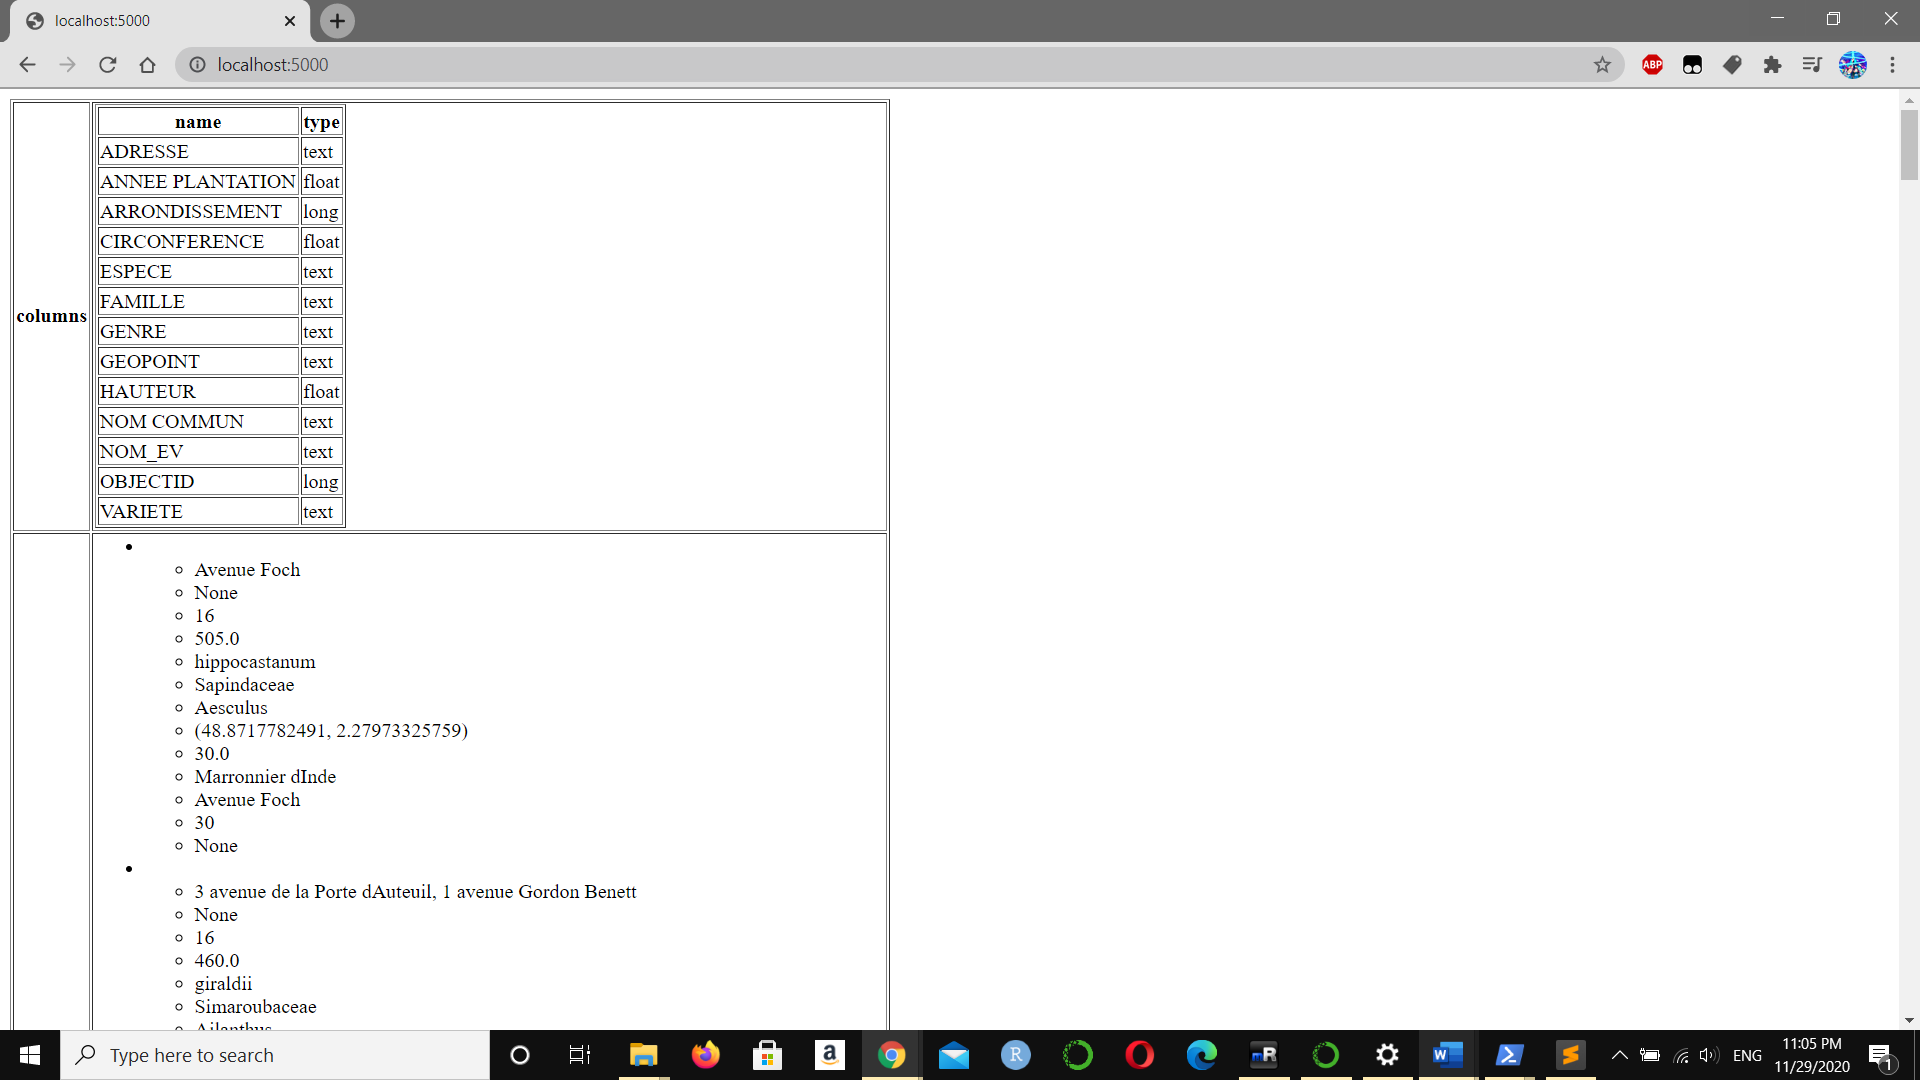 localhost:5000
localhost:5000
ABP
name type
ADRESSE text
ANNEE PLANTATION float
ARRONDISSEMENT long
CIRCONFERENCE float
ESPECE text
FAMILLE text
columns
GENRE text
GEOPOINT text
HAUTEUR float
NOM COMMUN text
NOM_EV text
OBJECTID long
VARIETE text
Avenue Foch
None
16
505.0
hippocastanum
Sapindaceae
Aesculus
(48.8717782491, 2.27973325759)
30.0
Marronnier dInde
Avenue Foch
30
None
3 avenue de la Porte dAuteuil, 1 avenue Gordon Benett
None
16
460.0
giraldii
Simaroubaceae
Ailanthus
Type here to search
a
R
mR
W
ENG
11:05 PM
11/29/2020
1